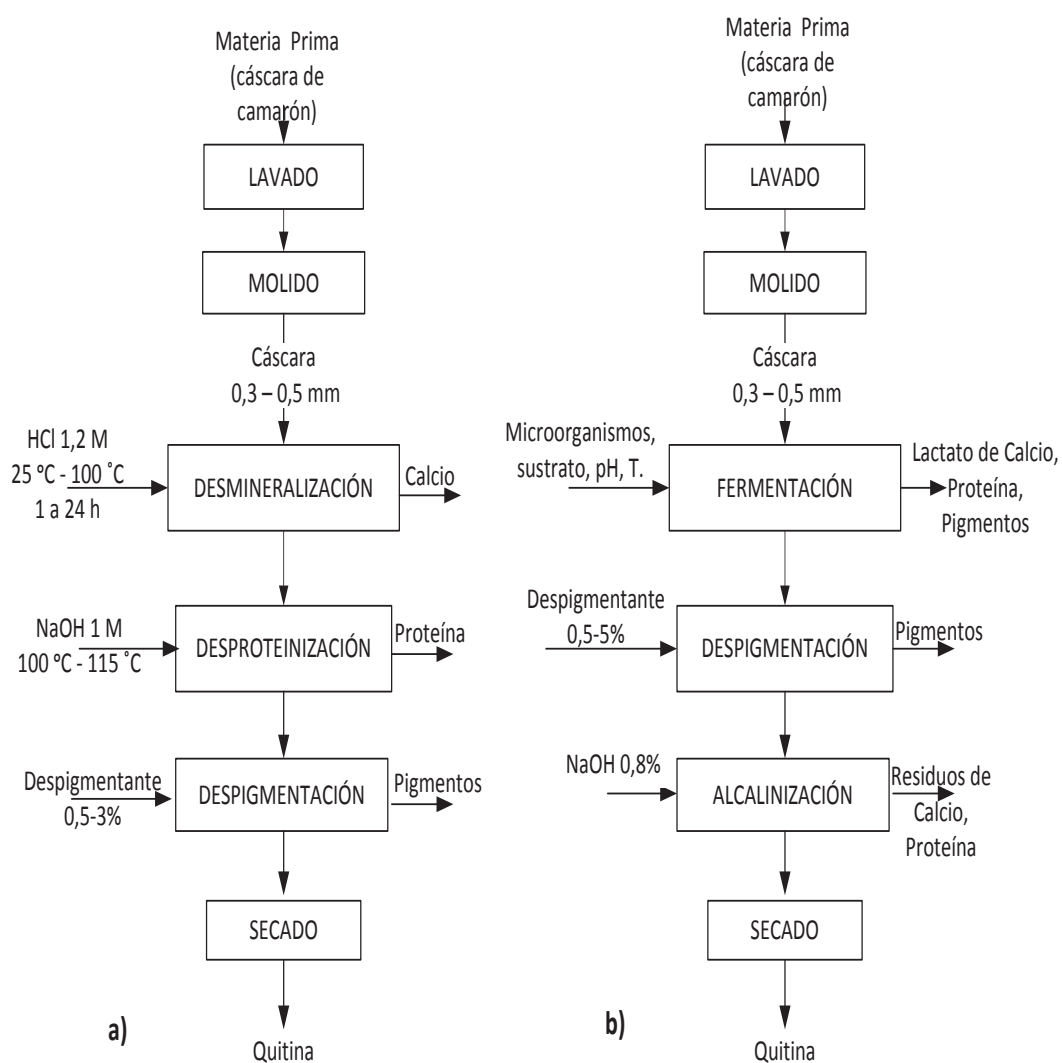 Materia Prima
(cáscara de
camarón)
LAVADO
MOLIDO
Cáscara
0,3 – 0,5 mm
HCl 1,2 M
25 ºC - 100 ˚C
1 a 24 h
DESMINERALIZACIÓN
Calcio
NaOH 1 M
100 ºC - 115 ˚C
DESPROTEINIZACIÓN
Proteína
Despigmentante
0,5-3%
DESPIGMENTACIÓN
Pigmentos
SECADO
a)
Quitina
Materia Prima
(cáscara de
camarón)
LAVADO
MOLIDO
Cáscara
0,3 – 0,5 mm
Microorganismos,
sustrato, pH, T.
FERMENTACIÓN
Lactato de Calcio,
Proteína,
Pigmentos
Despigmentante
0,5-5%
DESPIGMENTACIÓN
Pigmentos
NaOH 0,8%
ALCALINIZACIÓN
Residuos de
Calcio,
Proteína
SECADO
b)
Quitina